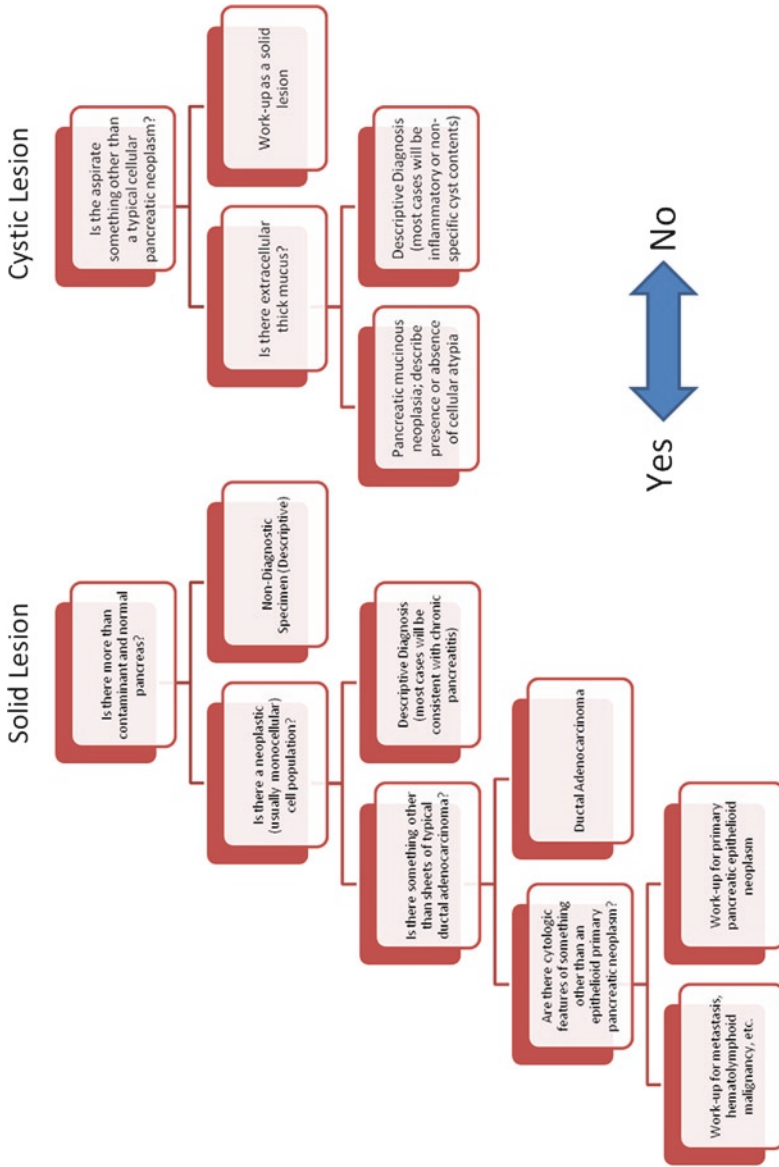 Solid Lesion
Is there more than
contaminant and normal
pancreas?
Is there a neoplastic
(usually monocellular)
cell population?
Non-Diagnostic
Specimen (Descriptive)
Is there something other
than sheets of typical
ductal adenocarcinoma?
Descriptive Diagnosis
(most cases will be
consistent with chronic
pancreatitis)
Are there cytologic
features of something
other than an
epithelioid primary
pancreatic neoplasm?
Ductal Adenocarcinoma
Work-up for metastasis,
hematolymphoid
malignancy, etc.
Work-up for primary
pancreatic epithelioid
neoplasm
Cystic Lesion
Is the aspirate
something other than
a typical cellular
pancreatic neoplasm?
Is there extracellular
thick mucus?
Work-up as a solid
lesion
Pancreatic mucinous
neoplasia; describe
presence or absence
of cellular atypia
Descriptive Diagnosis
(most cases will be
inflammatory or non-
specific cyst contents)
Yes
No